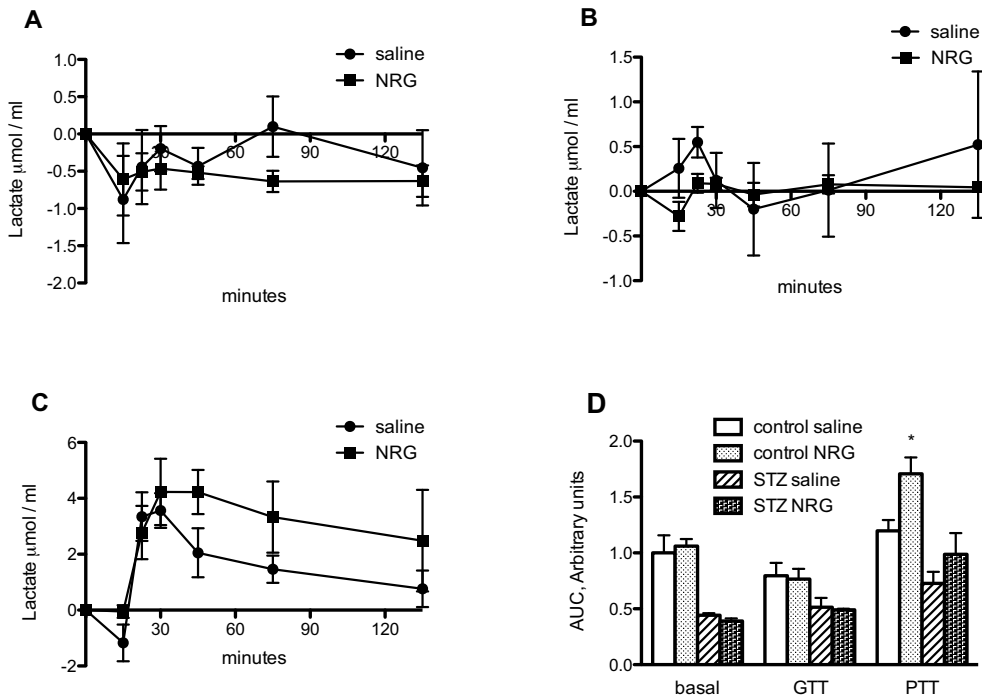 A
saline
NRG
Lactate µmol / ml
1.0
0.5
0.0
-0.5
-1.0
-1.5
-2.0
30
60
90
120
minutes
B
saline
NRG
Lactate µmol / ml
1.5
1.0
0.5
0.0
0.5
-1.0
30
60
90
120
minutes
C
saline
NRG
Lactate µmol / ml
6
4
2
0
-2
30
60
90
120
minutes
D
control saline
control NRG
STZ saline
STZ NRG
*
AUC, Arbitrary units
2.0
1.5
1.0
0.5
0.0
basal GTT PTT